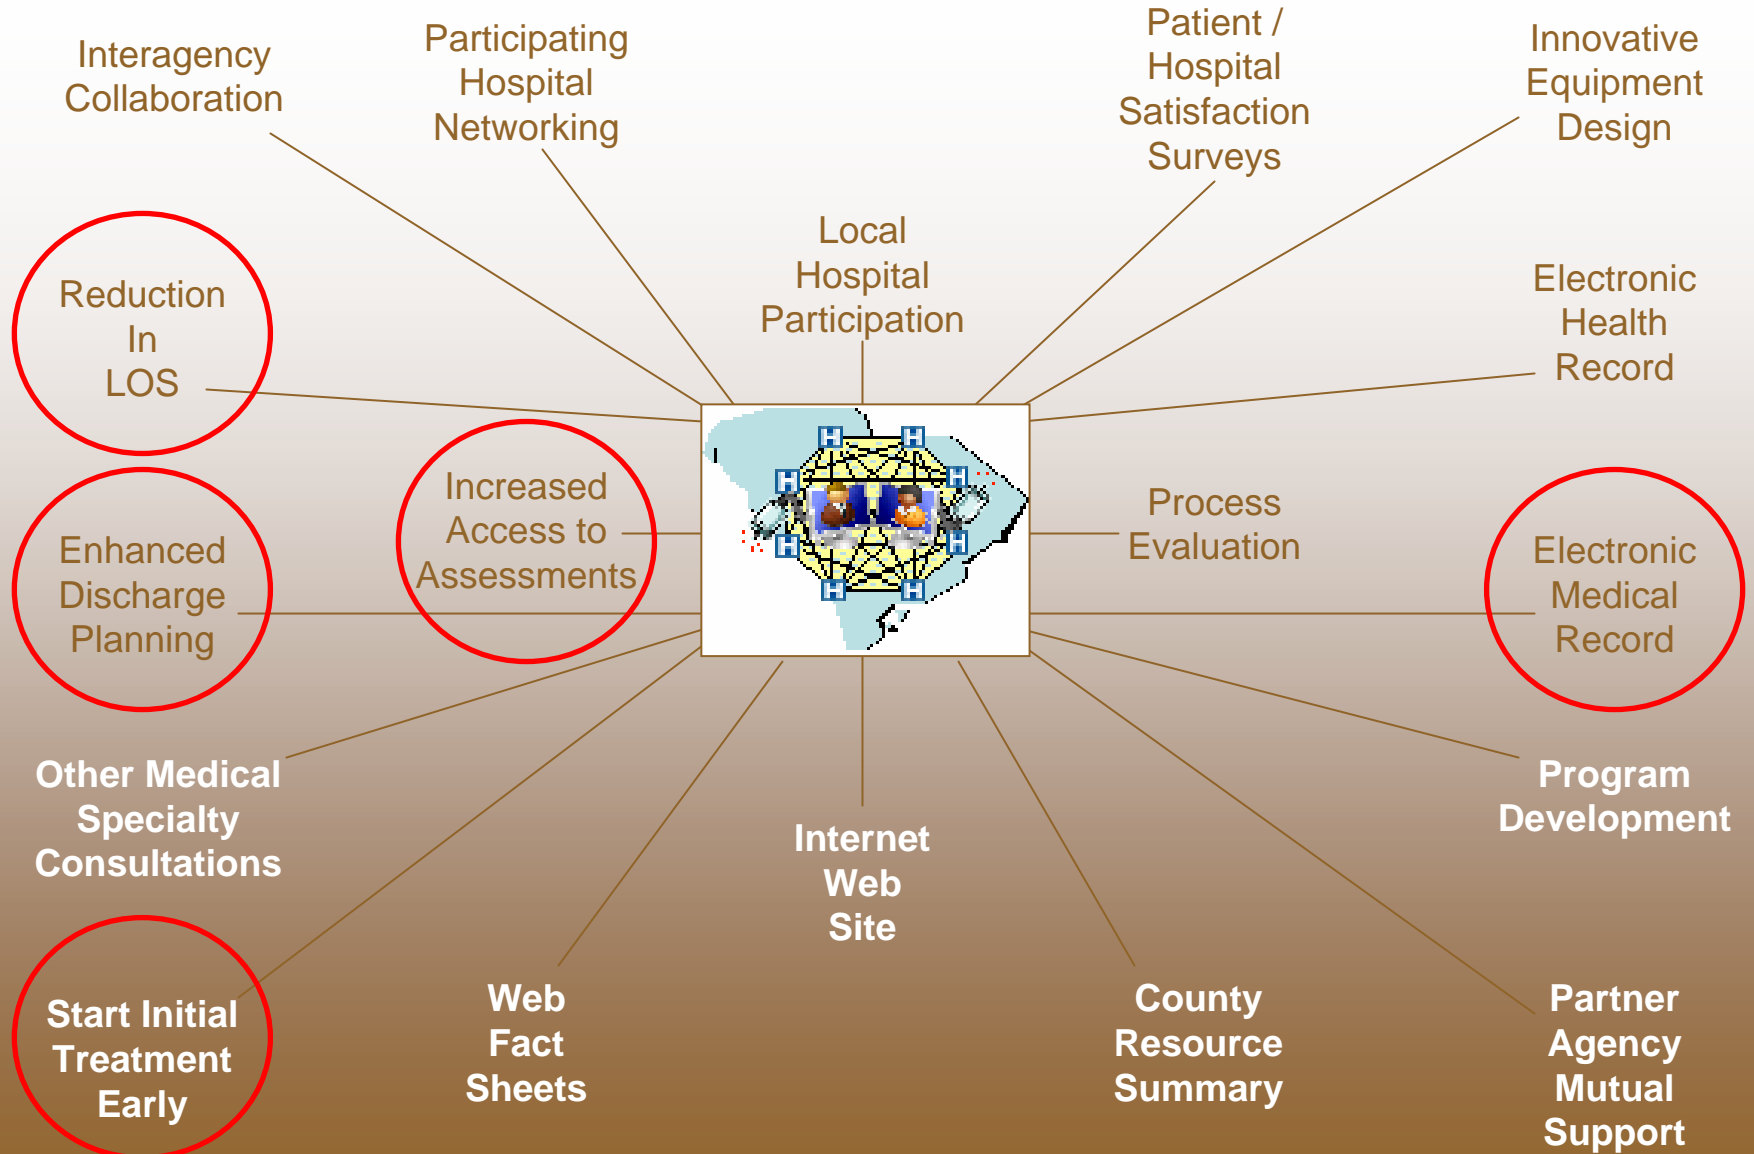 Interagency
Collaboration
Participating
Hospital
Networking
Patient /
Hospital
Satisfaction
Surveys
Innovative
Equipment
Design
Reduction
In
LOS
Local
Hospital
Participation
Electronic
Health
Record
Enhanced
Discharge
Planning
Increased
Access to
Assessments
H
H
H
H
H
H
H
H
Process
Evaluation
Electronic
Medical
Record
Other Medical
Specialty
Consultations
Internet
Web
Site
Program
Development
Start Initial
Treatment
Early
Web
Fact
Sheets
County
Resource
Summary
Partner
Agency
Mutual
Support